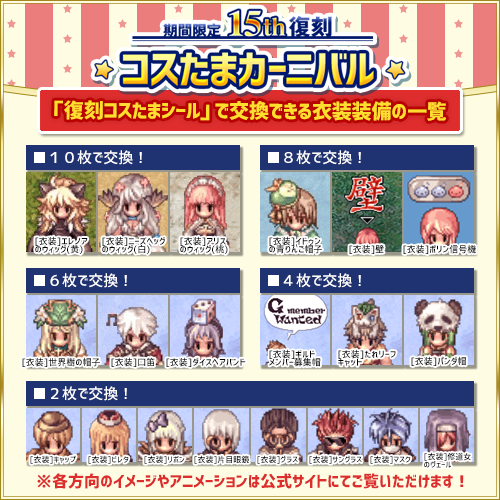 期間限定 15th 復刻
コスたまカーニバル
「復刻コスたまシール」で交換できる衣装装備の一覧
■10枚で交換!
[衣装]エレノアのウィッグ(黄)
[衣装]ニーズヘッグのウィッグ(白)
[衣装]アリスのウィッグ(桃)
■8枚で交換!
壁
[衣装]イドゥンの青りんご帽子
[衣装]壁
[衣装]ポリン信号機
■6枚で交換!
[衣装]世界樹の帽子
[衣装]口笛
[衣装]ダイスヘアバンド
■4枚で交換!
G member
Wanted
[衣装]ギルドメンバー募集帽
[衣装]たれリーフキャット
[衣装]パンダ帽
■2枚で交換!
[衣装]キャップ
[衣装]ビレタ
[衣装]リボン
[衣装]片目眼鏡
[衣装]グラス
[衣装]サングラス
[衣装]マスク
[衣装]修道女のヴェール
※各方向のイメージやアニメーションは公式サイトにてご覧いただけます!